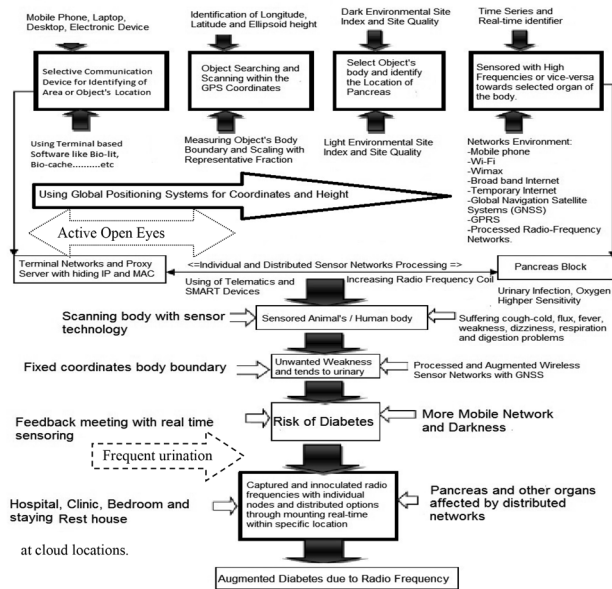 Mobile Phone, Laptop,
Desktop, Electronic Device
Identification of Longitude,
Latitude and Ellipsoid height
Dark Environmental Site
Index and Site Quality
Time Series and
Real-time identifier
Selective Communication
Device for Identifying of
Area or Object's Location
Object Searching and
Scanning within the
GPS Coordinates
Select Object's
body and identify
the Location of
Pancreas
Sensored with High
Frequencies or vice-versa
towards selected organ of
the body.
Using Terminal based
Software like Bio-lit,
Bio-cache..........etc
Measuring Object's Body
Boundary and Scaling with
Representative Fraction
Light Environmental Site
Index and Site Quality
Networks Environment:
-Mobile phone
-Wi-Fi
-Wimax
-Broad band Internet
-Temporary Internet
-Global Navigation Satellite
Systems (GNSS)
-GPRS
-Processed Radio-Frequency
Networks.
Using Global Positioning Systems for Coordinates and Height
Active Open Eyes
Terminal Networks and Proxy
Server with hiding IP and MAC
<=Individual and Distributed Sensor Networks Processing =>
Pancreas Block
Using of Telematics and
SMART Devices
Increasing Radio Frequency Coil
Urinary Infection, Oxygen
Highper Sensitivity
Scanning body with sensor
technology
Sensored Animal's / Human body
Suffering cough-cold, flux, fever,
weakness, dizziness, respiration
and digestion problems
Fixed coordinates body boundary
Unwanted Weakness
and tends to urinary
Processed and Augmented Wireless
Sensor Networks with GNSS
Feedback meeting with real time
sensoring
Risk of Diabetes
More Mobile Network
and Darkness
Frequent urination
Captured and innoculated radio
frequencies with individual
nodes and distributed options
through mounting real-time
within specific location
Hospital, Clinic, Bedroom and
staying Rest house
Pancreas and other organs
affected by distributed
networks
at cloud locations.
Augmented Diabetes due to Radio Frequency